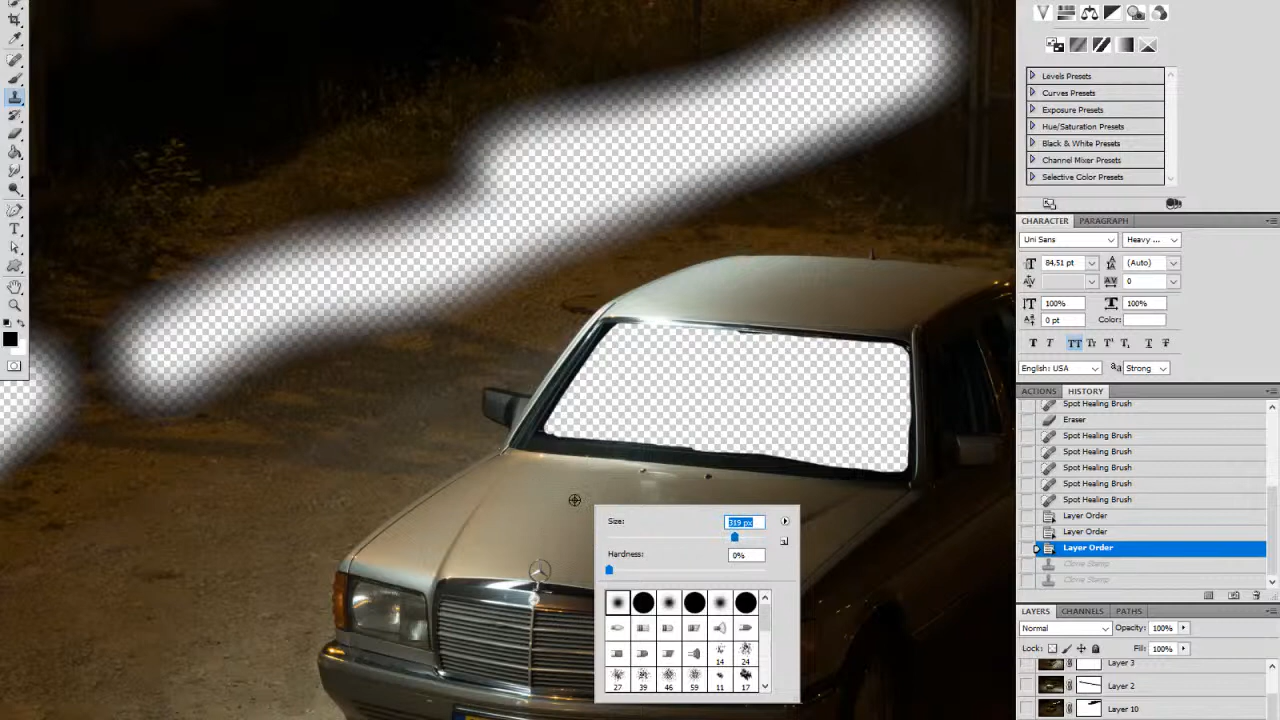 Levels Presets
Curves Presets
Exposure Presets
Hue/Saturation Presets
Black & White Presets
Channel Mixer Presets
Selective Color Presets
CHARACTER PARAGRAPH
Uni Sans Heavy ...
84,51 pt (Auto)
0
100% 100%
0 pt Color:
English: USA Strong
ACTIONS HISTORY
Spot Healing Brush
Eraser
Spot Healing Brush
Spot Healing Brush
Spot Healing Brush
Spot Healing Brush
Spot Healing Brush
Layer Order
Layer Order
Layer Order
Clone Stamp
Clone Stamp
LAYERS CHANNELS PATHS
Normal Opacity: 100%
Lock: Fill: 100%
Layer 3
Layer 2
Layer 10
Size: 319 px
Hardness: 0%
14 24
27 39 46 59 11 17